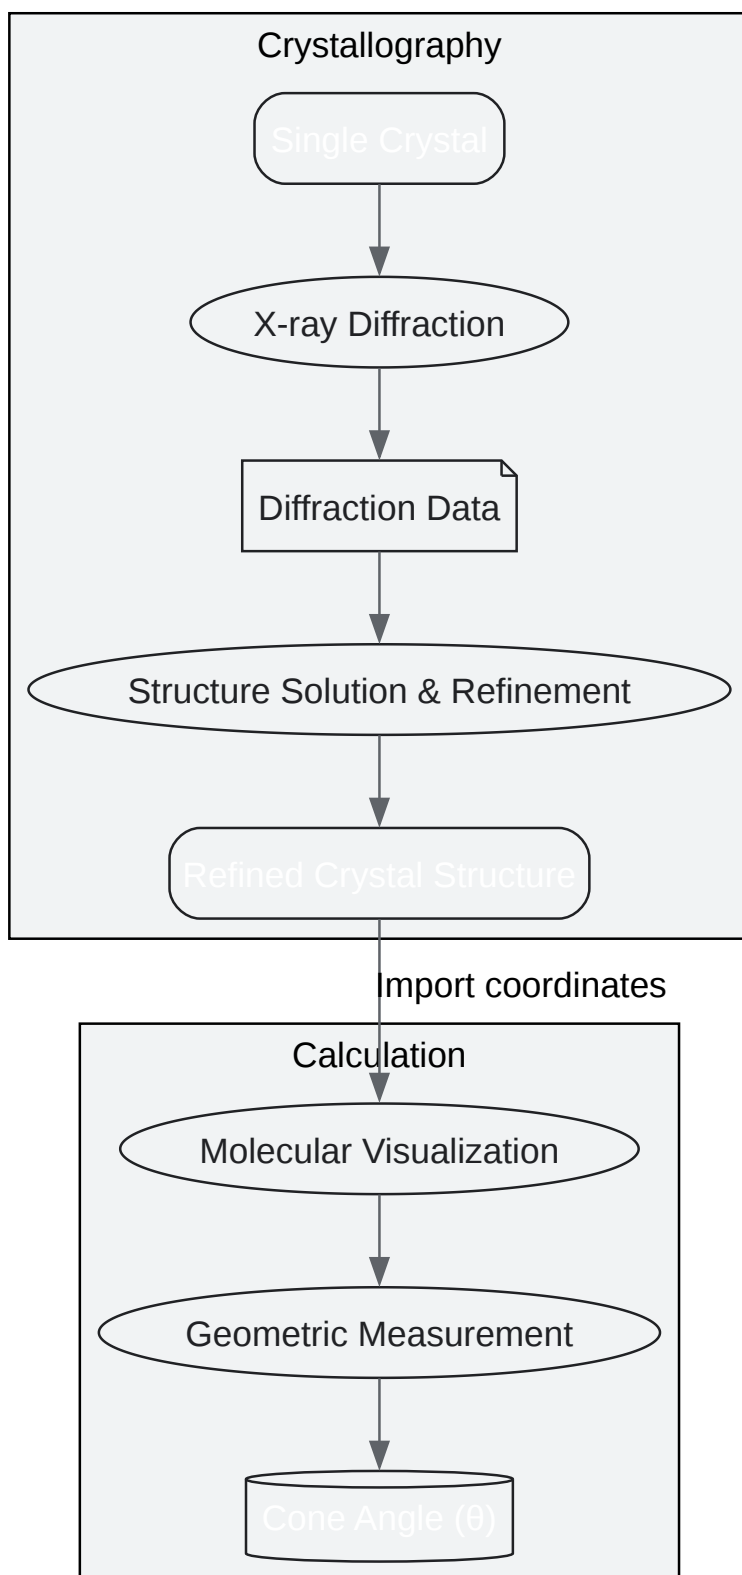 Crystallography
Single Crystal
X-ray Diffraction
Diffraction Data
Structure Solution & Refinement
Refined Crystal Structure
Import coordinates
Calculation
Molecular Visualization
Geometric Measurement
Cone Angle (θ)